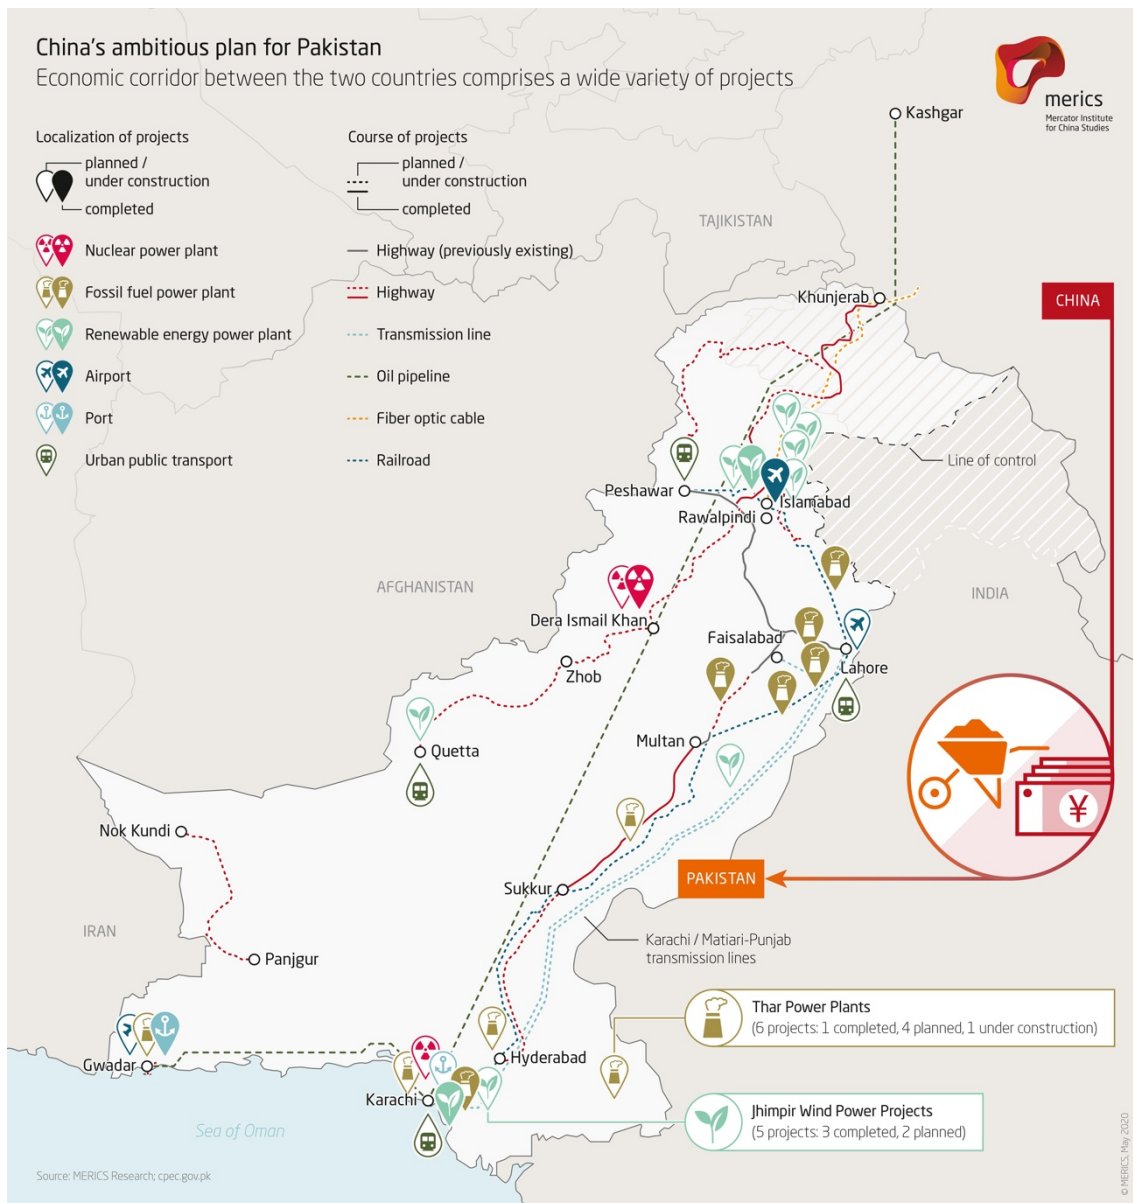 China's ambitious plan for Pakistan
Economic corridor between the two countries comprises a wide variety of projects
merics
Mercator Institute
for China Studies
Localization of projects
planned /
under construction
completed
Nuclear power plant
Fossil fuel power plant
Renewable energy power plant
Airport
Port
Urban public transport
Course of projects
planned /
under construction
completed
Highway (previously existing)
Highway
Transmission line
Oil pipeline
Fiber optic cable
Railroad
Kashgar
TAJIKISTAN
Khunjerab
CHINA
Line of control
Peshawar
Islamabad
Rawalpindi
AFGHANISTAN
INDIA
Dera Ismail Khan
Faisalabad
Lahore
Zhob
Quetta
Multan
¥
Nok Kundi
PAKISTAN
Sukkur
IRAN
Panjgur
Karachi / Matiari-Punjab
transmission lines
Thar Power Plants
(6 projects: 1 completed, 4 planned, 1 under construction)
Gwadar
Hyderabad
Karachi
Jhimpir Wind Power Projects
(5 projects: 3 completed, 2 planned)
Sea of Oman
Source: MERICS Research; cpec.gov.pk
© MERICS, May 2020